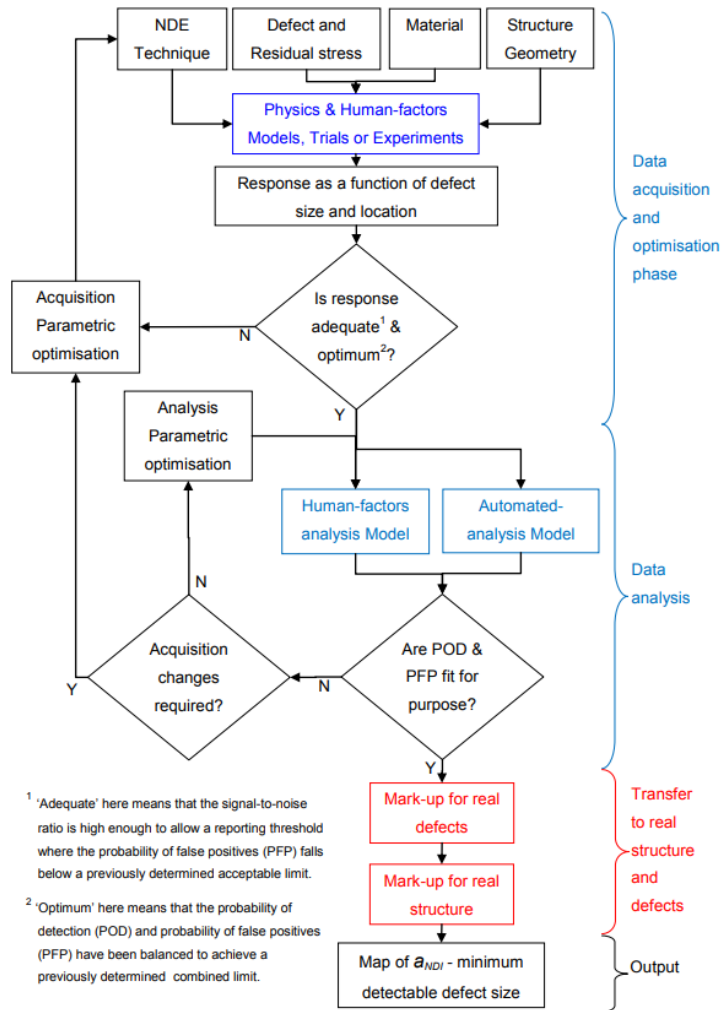 NDE
Technique
Defect and
Residual stress
Material
Structure
Geometry
Physics & Human-factors
Models, Trials or Experiments
Response as a function of defect
size and location
Data
acquisition
and
optimisation
phase
Is response
adequate¹ &
optimum²?
N
Y
Acquisition
Parametric
optimisation
Analysis
Parametric
optimisation
Human-factors
analysis Model
Automated-
analysis Model
Data
analysis
N
Acquisition
changes
required?
Y
Are POD &
PFP fit for
purpose?
N
Y
Mark-up for real
defects
Mark-up for real
structure
Transfer
to real
structure
and
defects
Map of aNDI - minimum
detectable defect size
Output
¹ 'Adequate' here means that the signal-to-noise
ratio is high enough to allow a reporting threshold
where the probability of false positives (PFP) falls
below a previously determined acceptable limit.
² 'Optimum' here means that the probability of
detection (POD) and probability of false positives
(PFP) have been balanced to achieve a
previously determined combined limit.